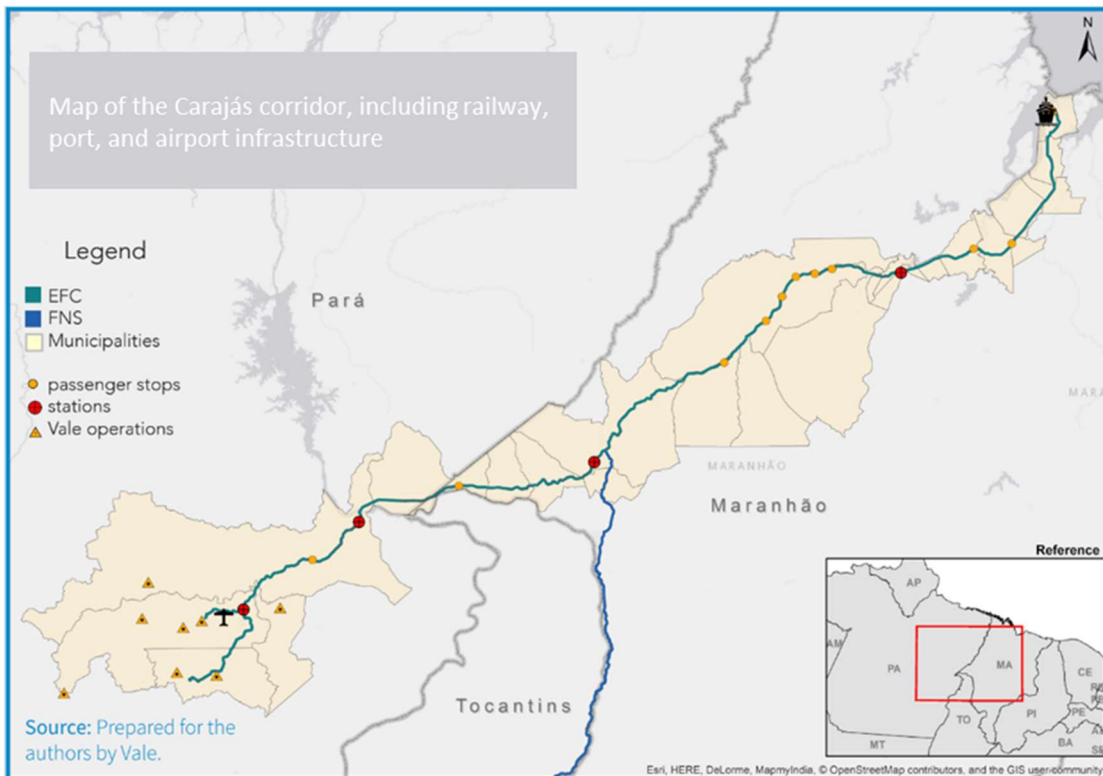 N
Map of the Carajás corridor, including railway,
port, and airport infrastructure
Legend
EFC
FNS
Municipalities
passenger stops
stations
Vale operations
Pará
MARANHÃO
Maranhão
Tocantins
Source: Prepared for the
authors by Vale.
Reference
AP
AM
PA
MA
CE
TO
PI
PE
MT
BA
Esri, HERE, DeLorme, MapmyIndia, © OpenStreetMap contributors, and the GIS user community